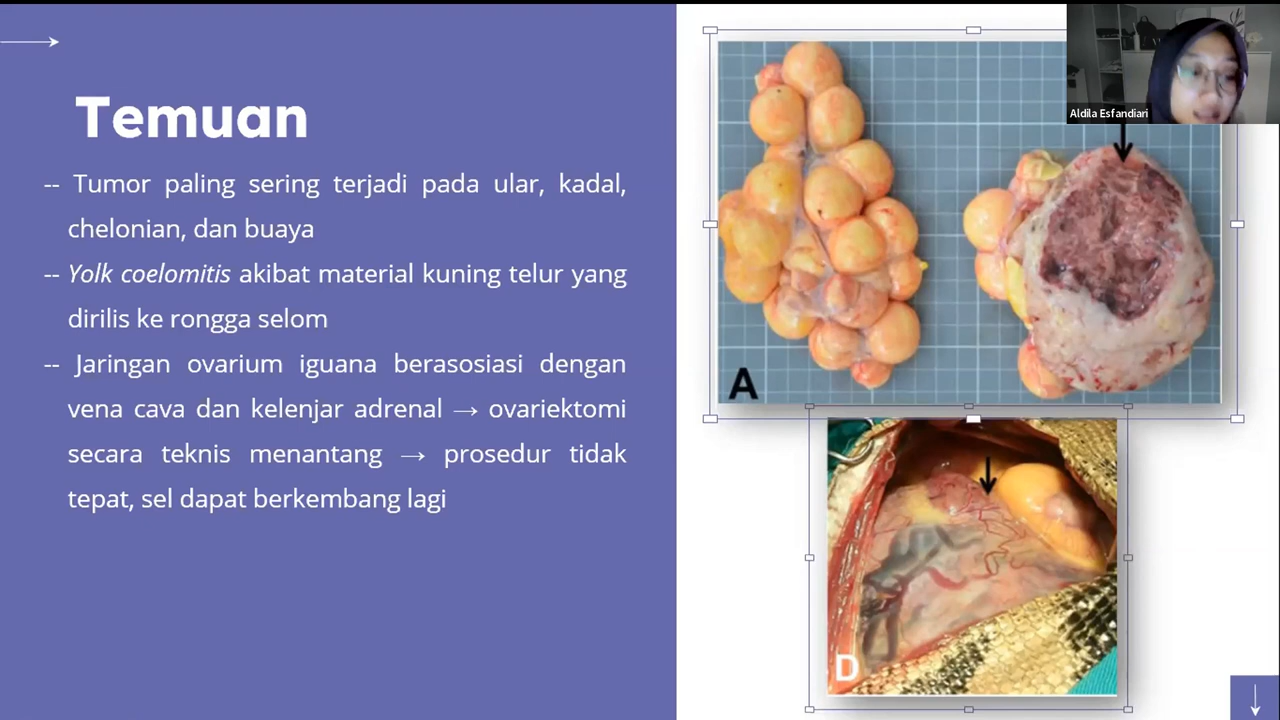 Temuan
-- Tumor paling sering terjadi pada ular, kadal,
chelonian, dan buaya
-- Yolk coelomitis akibat material kuning telur yang
dirilis ke rongga selom
-- Jaringan ovarium iguana berasosiasi dengan
vena cava dan kelenjar adrenal → ovariektomi
secara teknis menantang → prosedur tidak
tepat, sel dapat berkembang lagi
Aldila Esfandiari
A
D